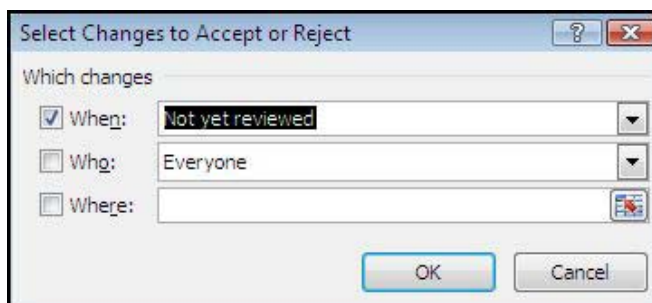 Select Changes to Accept or Reject
Which changes
When: Not yet reviewed
Who: Everyone
Where:
OK Cancel